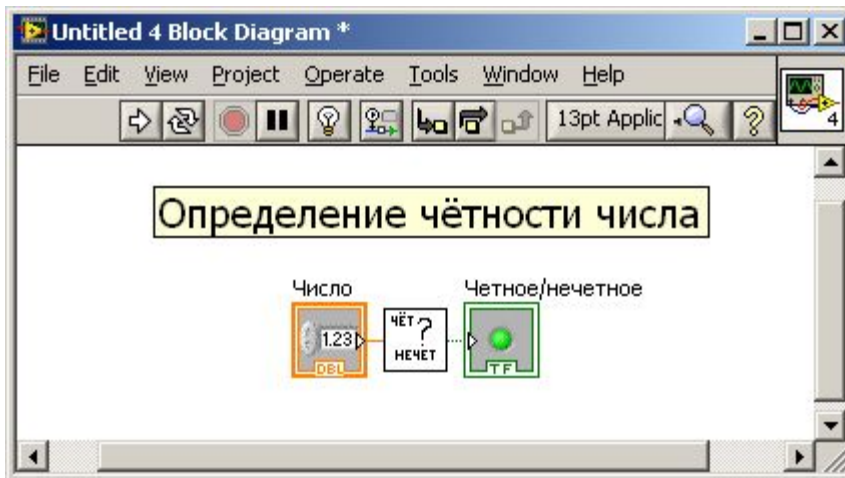 Untitled 4 Block Diagram *
File Edit View Project Operate Tools Window Help
13pt Applic
4
Определение чётности числа
Число
Четное/нечетное
1.23
DBL
ЧЁТ
?
НЕЧЕТ
TF